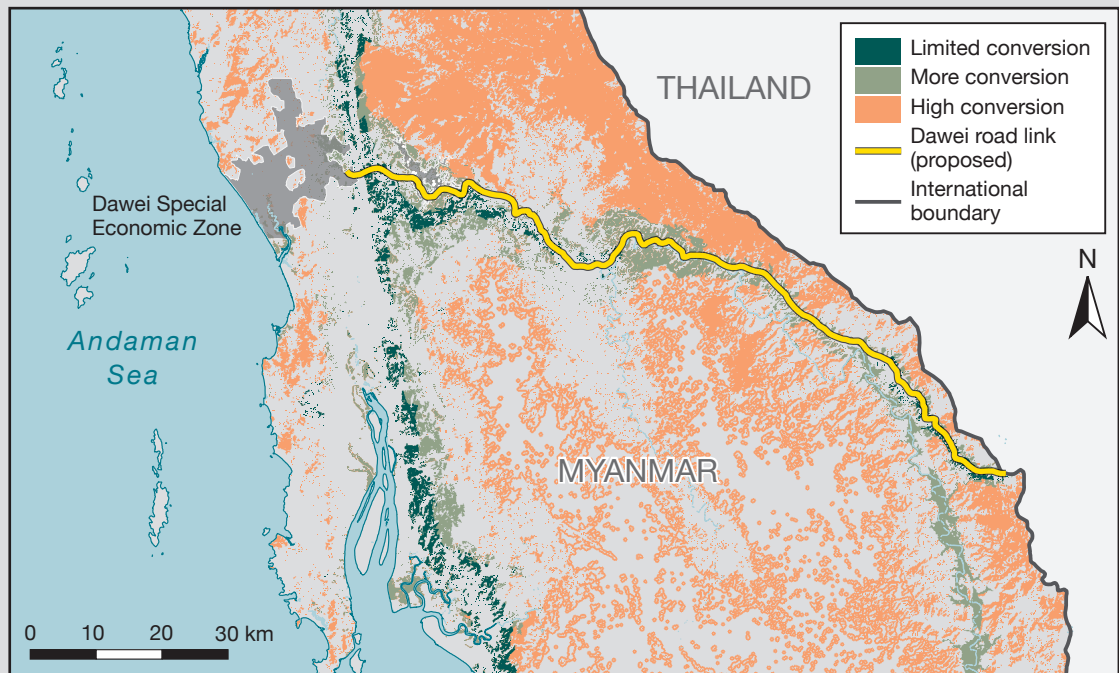 THAILAND
Limited conversion
More conversion
High conversion
Dawei road link
(proposed)
International
boundary
Dawei Special
Economic Zone
N
Andaman
Sea
MYANMAR
0 10 20 30 km